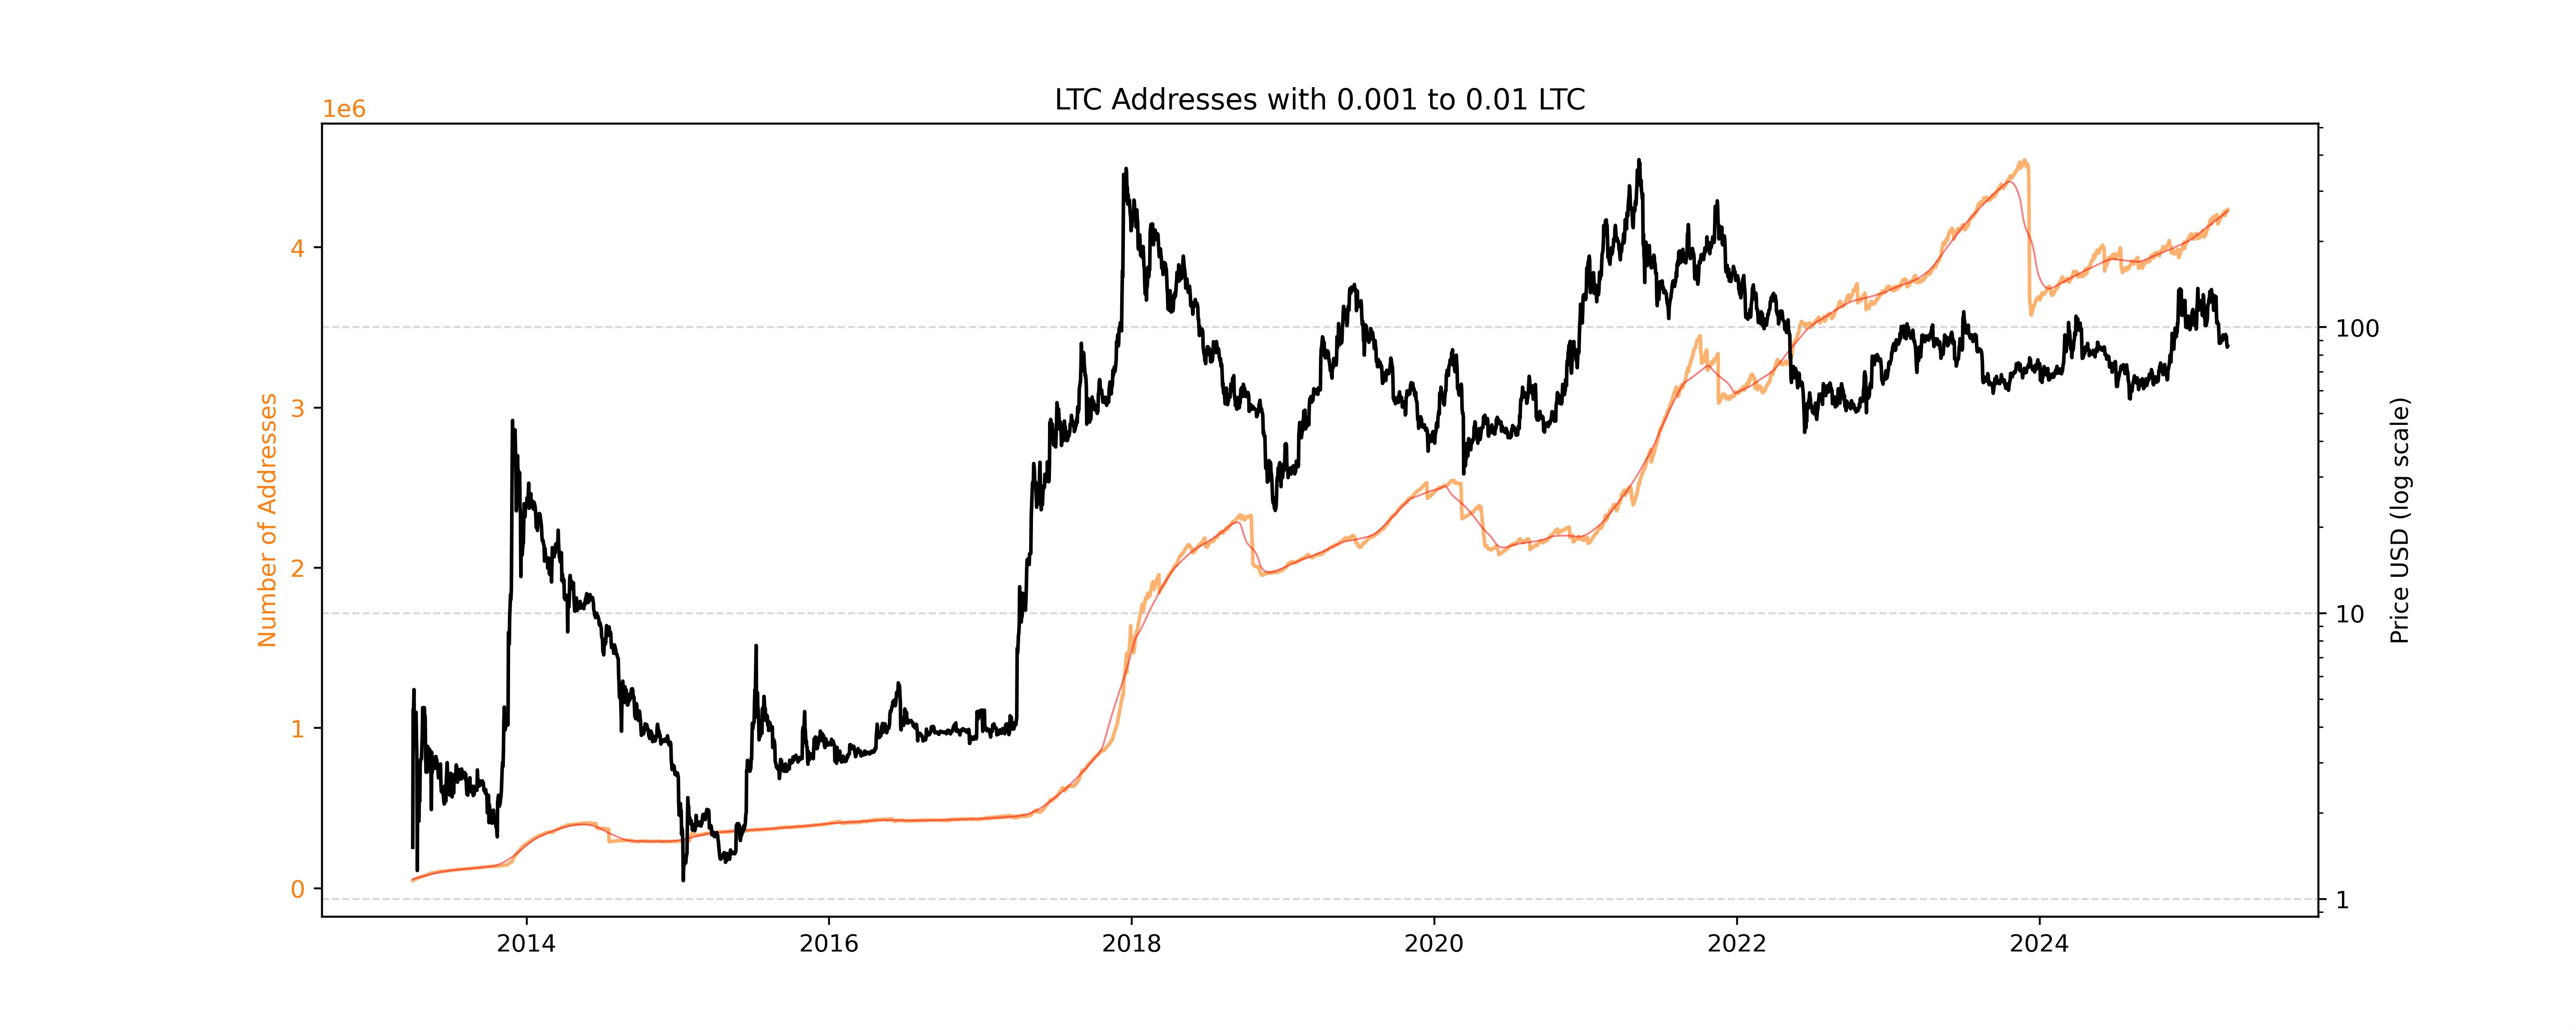 LTC Addresses with 0.001 to 0.01 LTC
1e6
Number of Addresses
4
3
2
1
0
100
10
1
Price USD (log scale)
2014 2016 2018 2020 2022 2024